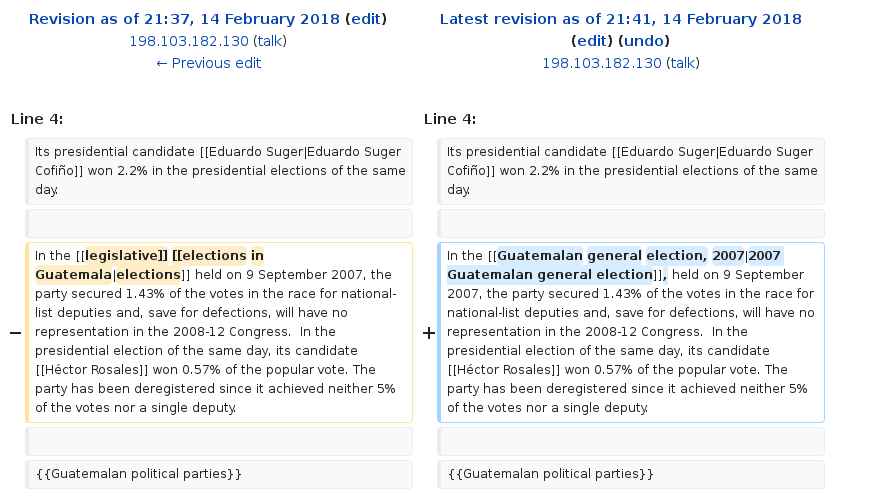 Revision as of 21:37, 14 February 2018 (edit)
198.103.182.130 (talk)
← Previous edit
Latest revision as of 21:41, 14 February 2018
(edit) (undo)
198.103.182.130 (talk)
Line 4:
Line 4:
Its presidential candidate [[Eduardo Suger|Eduardo Suger
Cofiño]] won 2.2% in the presidential elections of the same
day.
Its presidential candidate [[Eduardo Suger|Eduardo Suger
Cofiño]] won 2.2% in the presidential elections of the same
day.
−
In the [[legislative]] [[elections in
Guatemala|elections]] held on 9 September 2007, the
party secured 1.43% of the votes in the race for national-
list deputies and, save for defections, will have no
representation in the 2008-12 Congress.  In the
presidential election of the same day, its candidate
[[Héctor Rosales]] won 0.57% of the popular vote. The
party has been deregistered since it achieved neither 5%
of the votes nor a single deputy.
+
In the [[Guatemalan general election, 2007|2007
Guatemalan general election]], held on 9 September
2007, the party secured 1.43% of the votes in the race for
national-list deputies and, save for defections, will have no
representation in the 2008-12 Congress.  In the
presidential election of the same day, its candidate
[[Héctor Rosales]] won 0.57% of the popular vote. The
party has been deregistered since it achieved neither 5%
of the votes nor a single deputy.
{{Guatemalan political parties}}
{{Guatemalan political parties}}